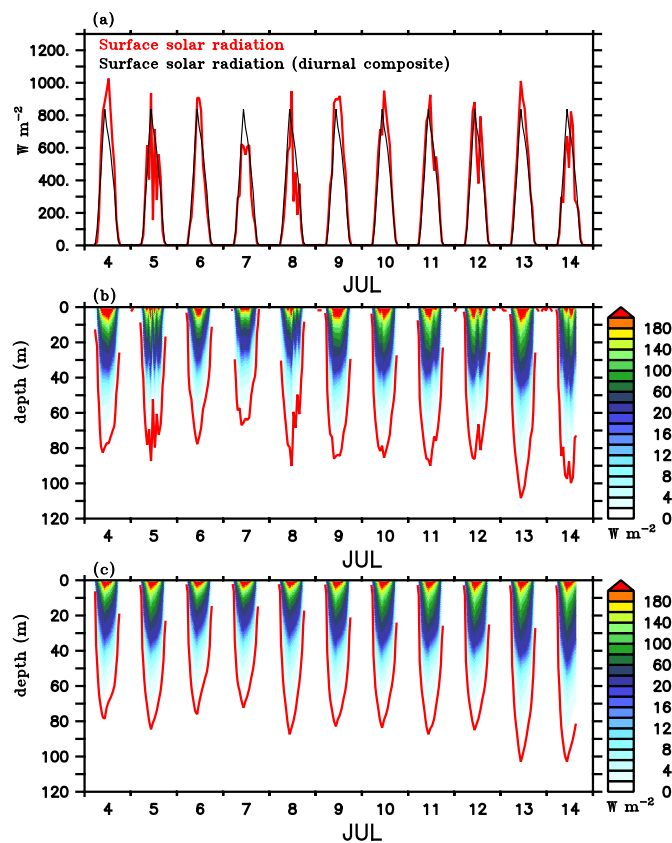 (a)
Surface solar radiation
Surface solar radiation (diurnal composite)
1200.
1000.
800.
600.
400.
200.
0.
W m−2
4 5 6 7 8 9 10 11 12 13 14
JUL
(b)
0
20
40
60
80
100
120
depth (m)
4 5 6 7 8 9 10 11 12 13 14
JUL
180
140
100
60
20
16
12
8
4
0
W m−2
(c)
0
20
40
60
80
100
120
depth (m)
4 5 6 7 8 9 10 11 12 13 14
JUL
180
140
100
60
20
16
12
8
4
0
W m−2